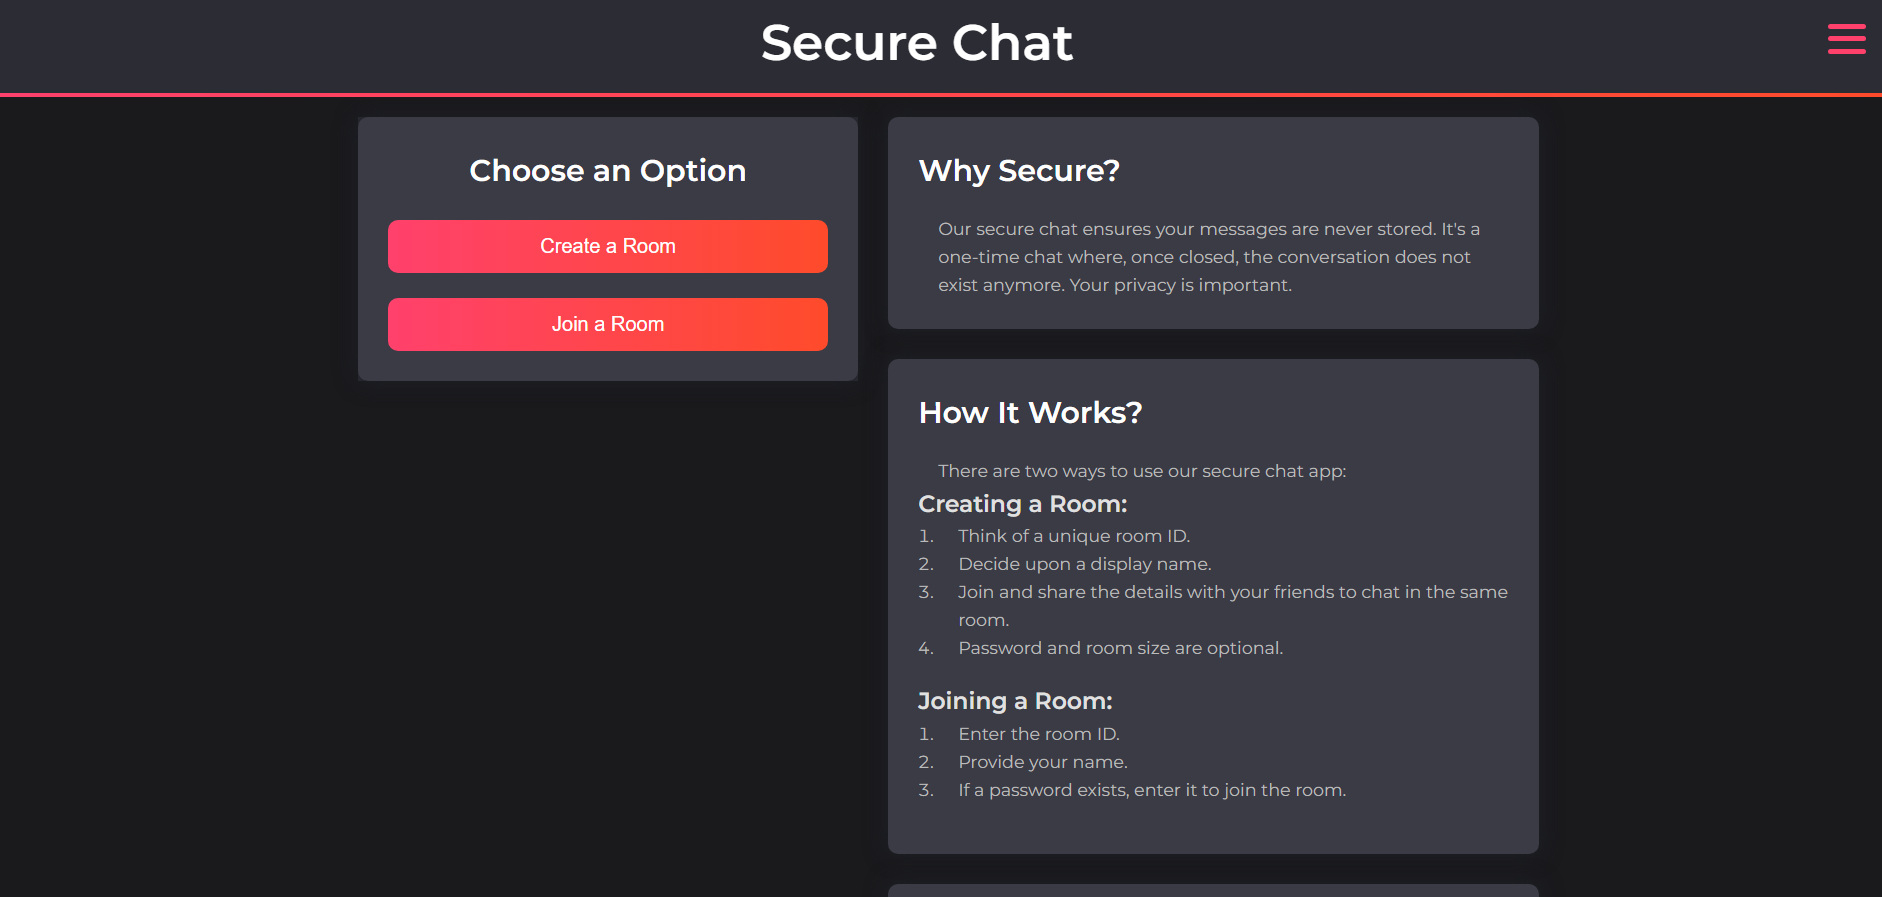 Secure Chat
Choose an Option
Create a Room
Join a Room
Why Secure?
Our secure chat ensures your messages are never stored. It's a
one-time chat where, once closed, the conversation does not
exist anymore. Your privacy is important.
How It Works?
There are two ways to use our secure chat app:
Creating a Room:
1. Think of a unique room ID.
2. Decide upon a display name.
3. Join and share the details with your friends to chat in the same
room.
4. Password and room size are optional.
Joining a Room:
1. Enter the room ID.
2. Provide your name.
3. If a password exists, enter it to join the room.